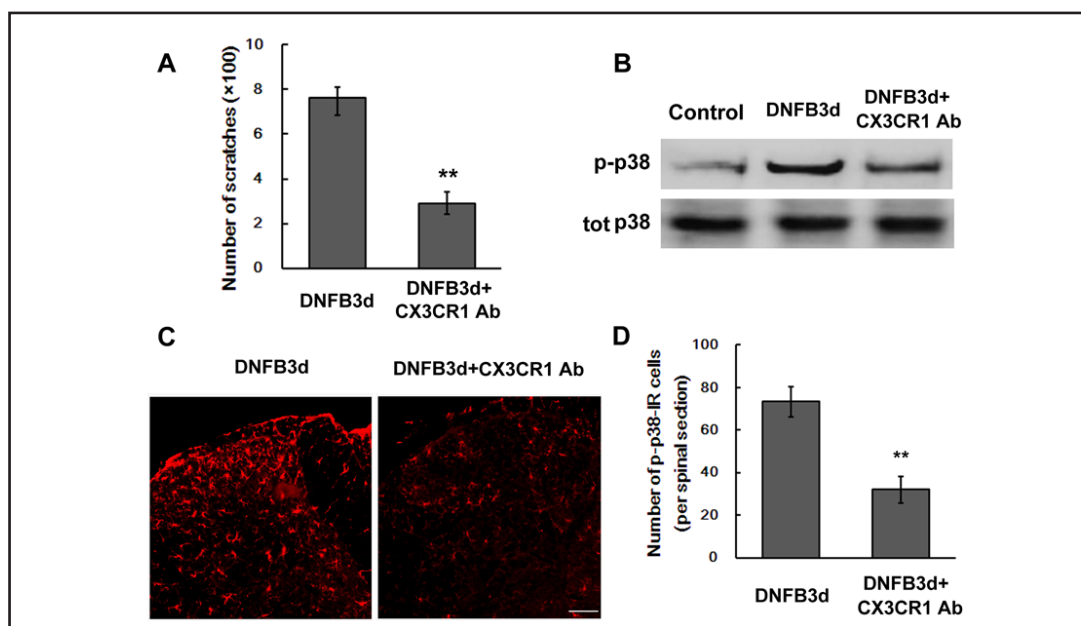 A
Number of scratches (×100)
10
8
6
4
2
0
**
DNFB3d
DNFB3d+
CX3CR1 Ab
B
Control
DNFB3d
DNFB3d+
CX3CR1 Ab
p-p38
tot p38
C
DNFB3d
DNFB3d+CX3CR1 Ab
D
Number of p-p38-IR cells
(per spinal section)
100
80
60
40
20
0
**
DNFB3d
DNFB3d+
CX3CR1 Ab